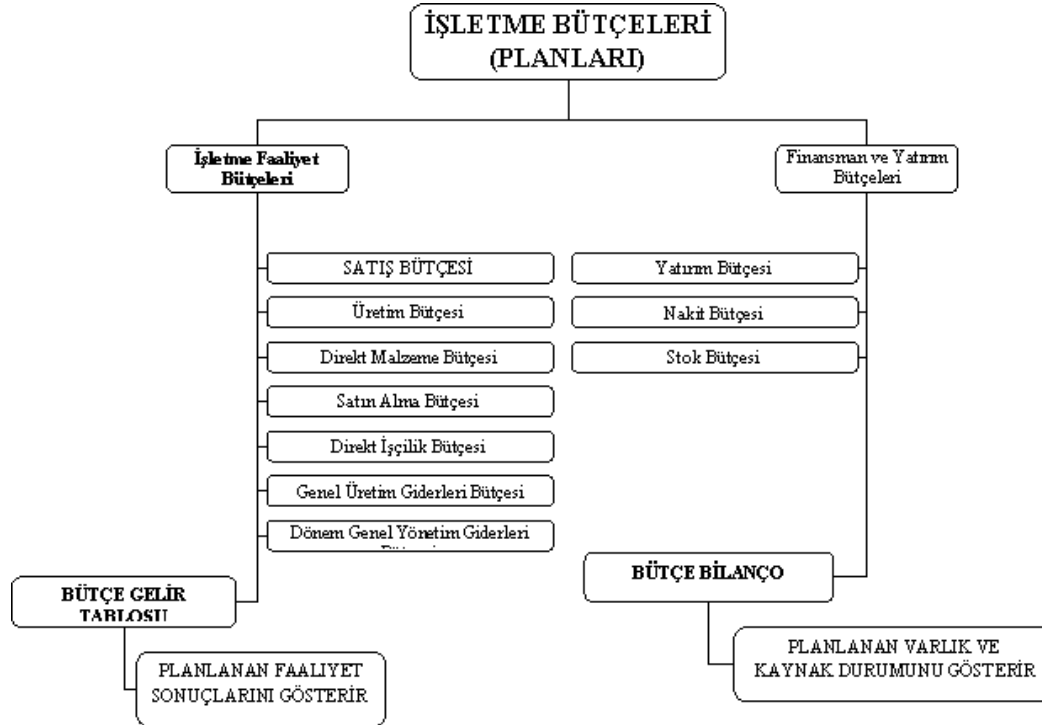 İŞLETME BÜTÇELERİ
(PLANLARI)
İşletme Faaliyet
Bütçeleri
Finansman ve Yatırım
Bütçeleri
SATIŞ BÜTÇESİ
Üretim Bütçesi
Direkt Malzeme Bütçesi
Satın Alma Bütçesi
Direkt İşçilik Bütçesi
Genel Üretim Giderleri Bütçesi
Dönem Genel Yönetim Giderleri
Yatırım Bütçesi
Nakit Bütçesi
Stok Bütçesi
BÜTÇE GELİR
TABLOSU
PLANLANAN FAALİYET
SONUÇLARINI GÖSTERİR
BÜTÇE BİLANÇO
PLANLANAN VARLIK VE
KAYNAK DURUMUNU GÖSTERİR